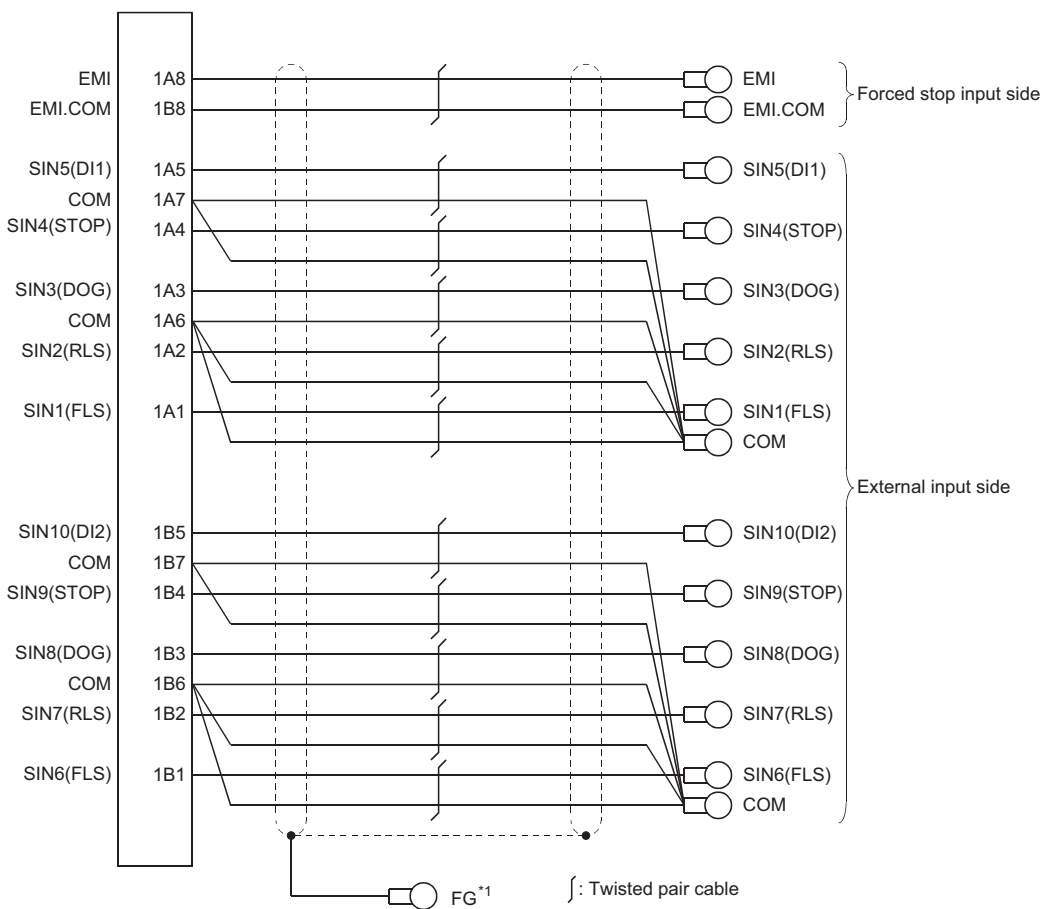 EMI 1A8 EMI
EMI.COM 1B8 EMI.COM
Forced stop input side
SIN5(DI1) 1A5 SIN5(DI1)
COM 1A7
SIN4(STOP) 1A4 SIN4(STOP)
SIN3(DOG) 1A3 SIN3(DOG)
COM 1A6
SIN2(RLS) 1A2 SIN2(RLS)
SIN1(FLS) 1A1 SIN1(FLS)
COM
External input side
SIN10(DI2) 1B5 SIN10(DI2)
COM 1B7
SIN9(STOP) 1B4 SIN9(STOP)
SIN8(DOG) 1B3 SIN8(DOG)
COM 1B6
SIN7(RLS) 1B2 SIN7(RLS)
SIN6(FLS) 1B1 SIN6(FLS)
COM
FG*1
: Twisted pair cable